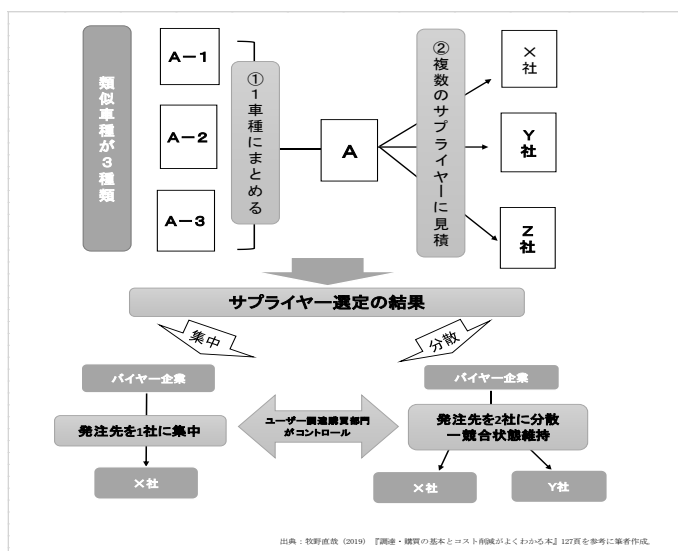 類似車種が3種類
A－1
A－2
A－3
①1車種にまとめる
A
②複数のサプライヤーに見積
X
社
Y
社
Z
社
サプライヤー選定の結果
集中
分散
バイヤー企業
発注先を1社に集中
X社
ユーザー調達購買部門
がコントロール
バイヤー企業
発注先を2社に分散
―競合状態維持
X社
Y社
出典：牧野直哉（2019）『調達・購買の基本とコスト削減がよくわかる本』127頁を参考に筆者作成。